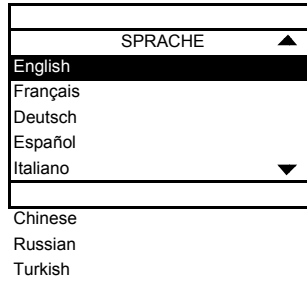 SPRACHE
English
Français
Deutsch
Español
Italiano
Chinese
Russian
Turkish